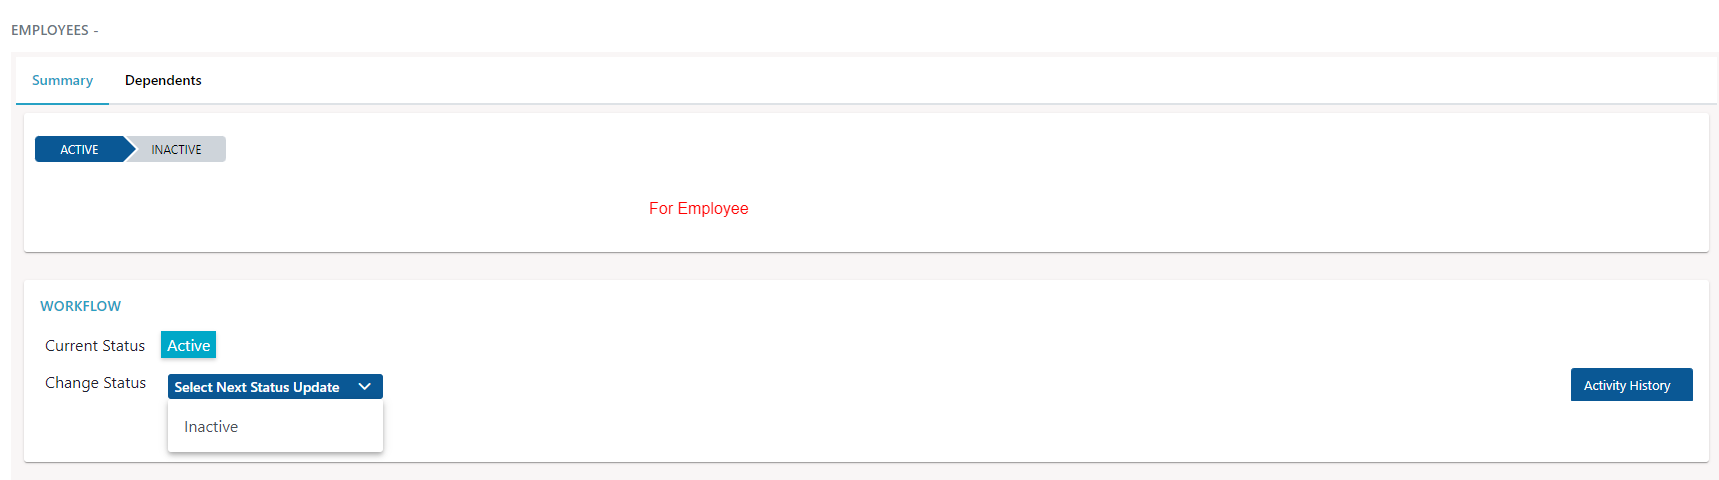 EMPLOYEES -
Summary Dependents
ACTIVE INACTIVE
For Employee
WORKFLOW
Current Status Active
Change Status Select Next Status Update Activity History
Inactive